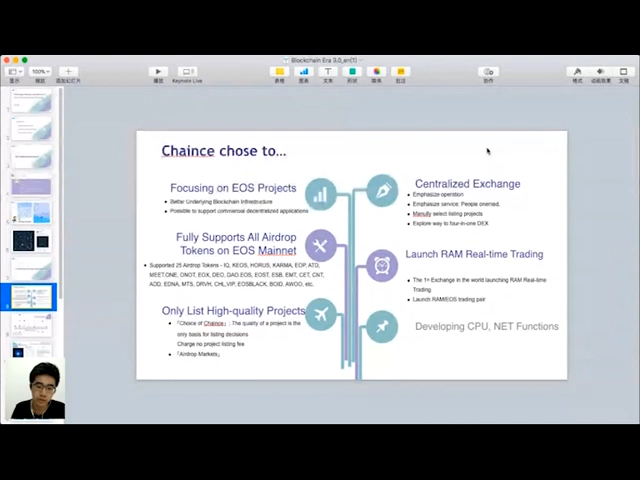 Blockchain Era 3.0_en(1)
100%
Keynote Live
Chaince chose to...
Focusing on EOS Projects
Better Underlying Blockchain Infrastructure
Possible to support commercial decentralized applications
Fully Supports All Airdrop
Tokens on EOS Mainnet
Supported 25 Airdrop Tokens - IQ, KEOS, HORUS, KARMA, EOP, ATD,
MEET.ONE, ONOT, EOX, DEO, DAO.EOS, EOST, ESB, EMT, CET, CNT,
ADD, EDNA, MTS, DRVH, CHL,VIP, EOSBLACK, BOID, AWOO, etc.
Only List High-quality Projects
「Choice of Chaince」: The quality of a project is the
only basis for listing decisions
Charge no project listing fee
「Airdrop Markets」
Centralized Exchange
Emphasize operation
Emphasize service: People oriented.
Manully select listing projects
Explore way to four-in-one DEX
Launch RAM Real-time Trading
The 1st Exchange in the world launching RAM Real-time
Trading
Launch RAM/EOS trading pair
Developing CPU, NET Functions